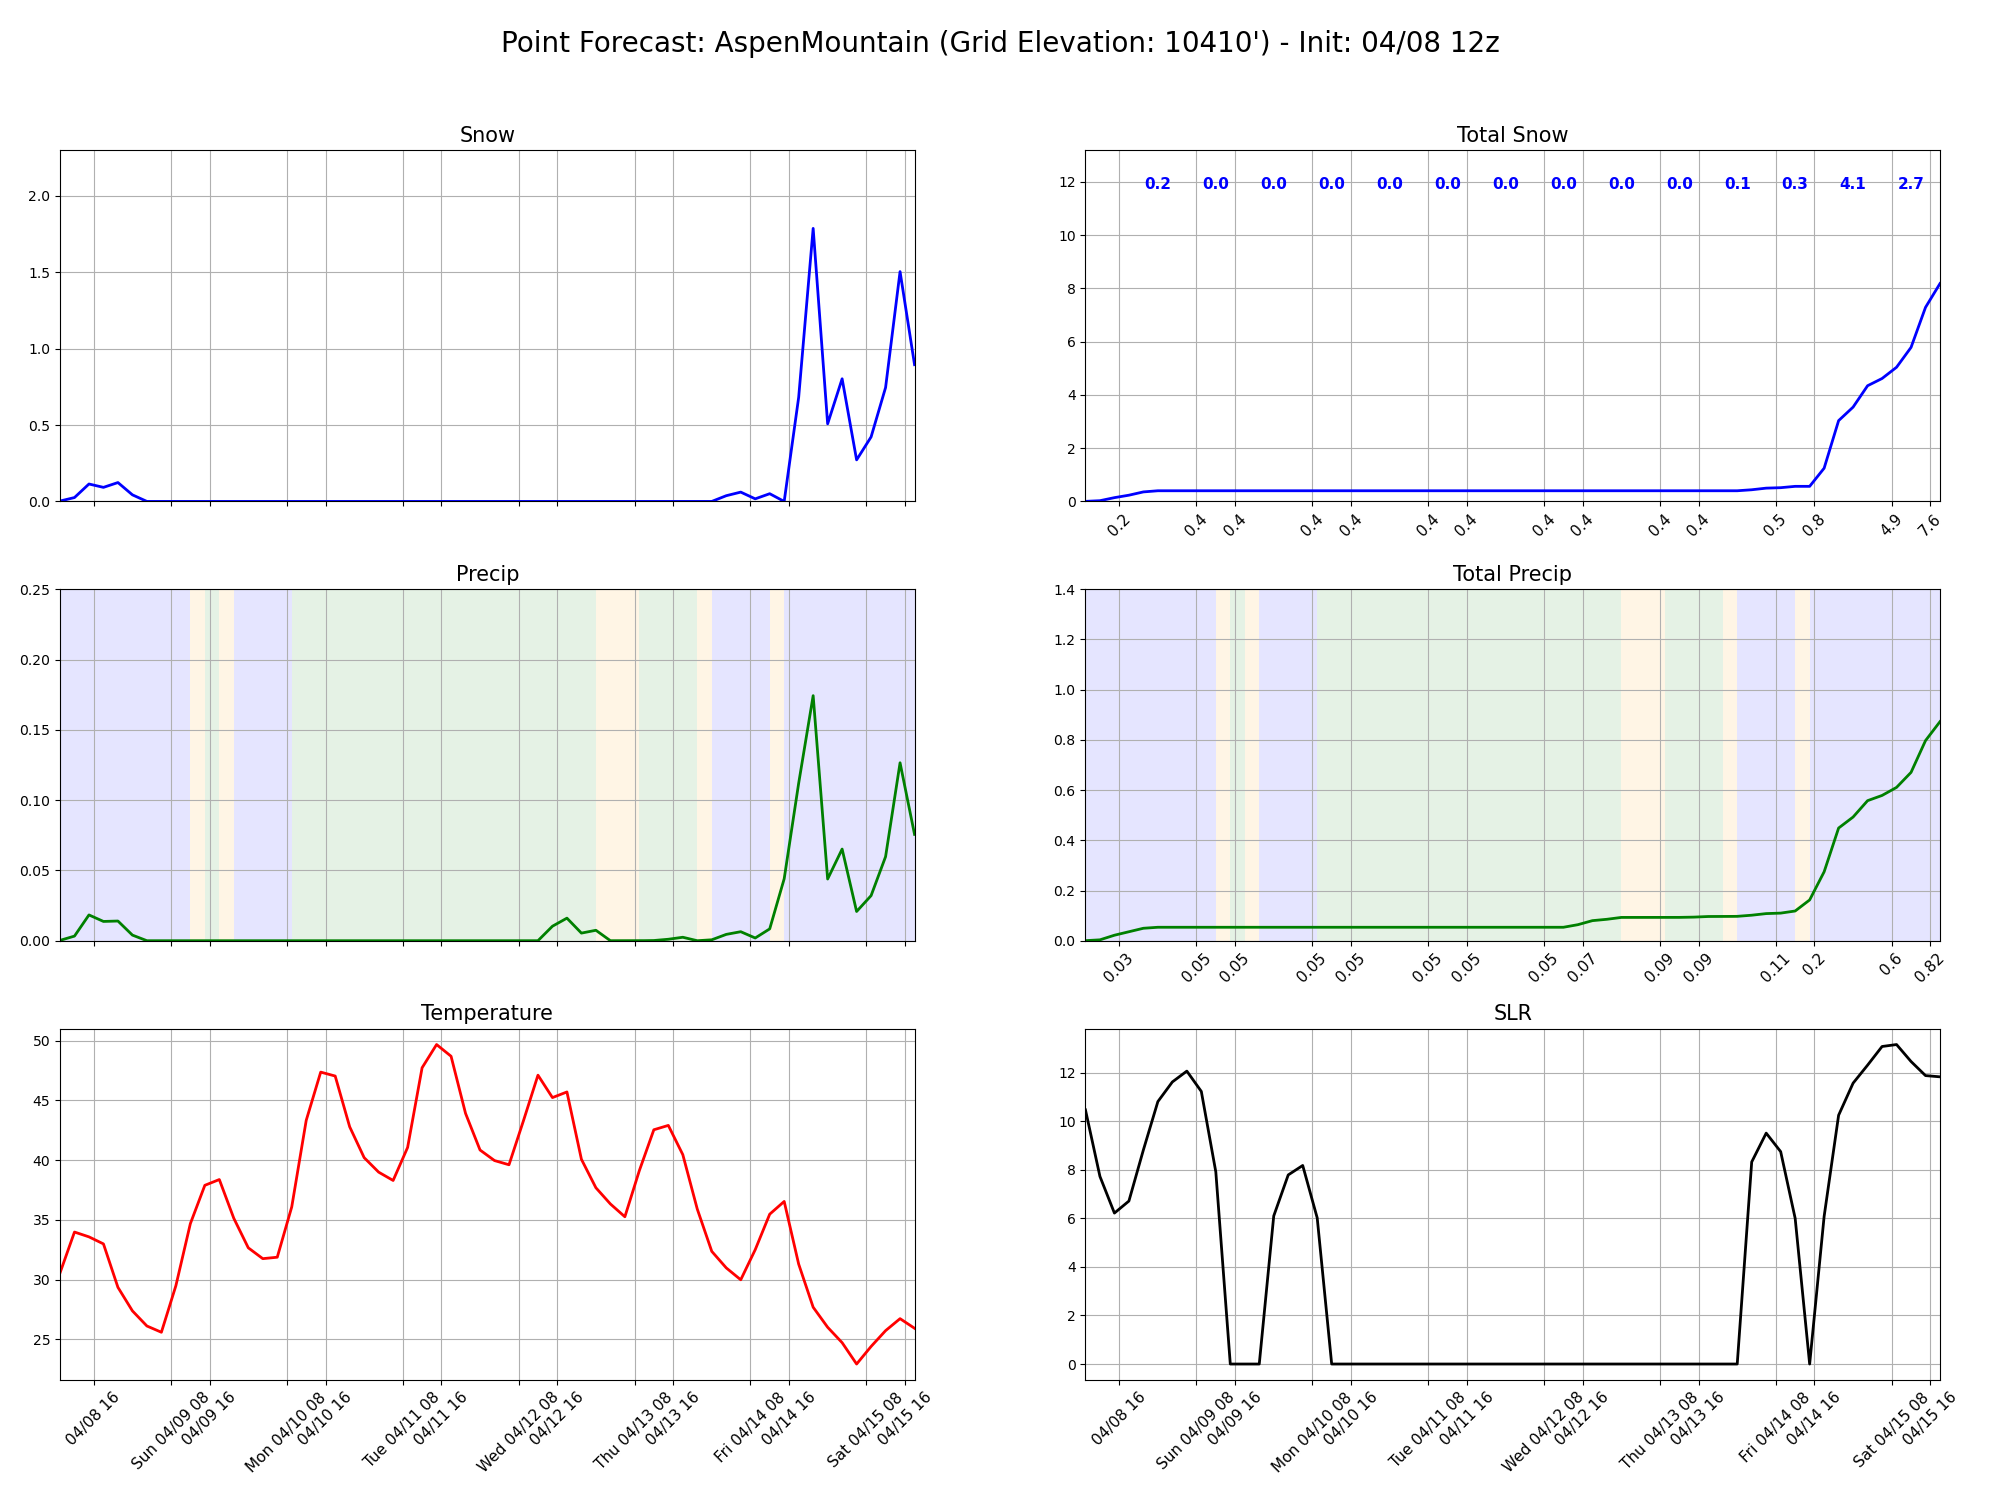 Point Forecast: AspenMountain (Grid Elevation: 10410') - Init: 04/08 12z
Snow
2.0
1.5
1.0
0.5
0.0
Total Snow
0.2 0.0 0.0 0.0 0.0 0.0 0.0 0.0 0.0 0.0 0.1 0.3 4.1 2.7
12
10
8
6
4
2
0
0.2 0.4 0.4 0.4 0.4 0.4 0.4 0.4 0.4 0.4 0.4 0.5 0.8 4.9 7.6
Precip
0.25
0.20
0.15
0.10
0.05
0.00
Total Precip
1.4
1.2
1.0
0.8
0.6
0.4
0.2
0.0
0.03 0.05 0.05 0.05 0.05 0.05 0.05 0.05 0.07 0.09 0.09 0.11 0.2 0.6 0.82
Temperature
50
45
40
35
30
25
04/08 16
Sun 04/09 08
04/09 16
Mon 04/10 08
04/10 16
Tue 04/11 08
04/11 16
Wed 04/12 08
04/12 16
Thu 04/13 08
04/13 16
Fri 04/14 08
04/14 16
Sat 04/15 08
04/15 16
SLR
12
10
8
6
4
2
0
04/08 16
Sun 04/09 08
04/09 16
Mon 04/10 08
04/10 16
Tue 04/11 08
04/11 16
Wed 04/12 08
04/12 16
Thu 04/13 08
04/13 16
Fri 04/14 08
04/14 16
Sat 04/15 08
04/15 16